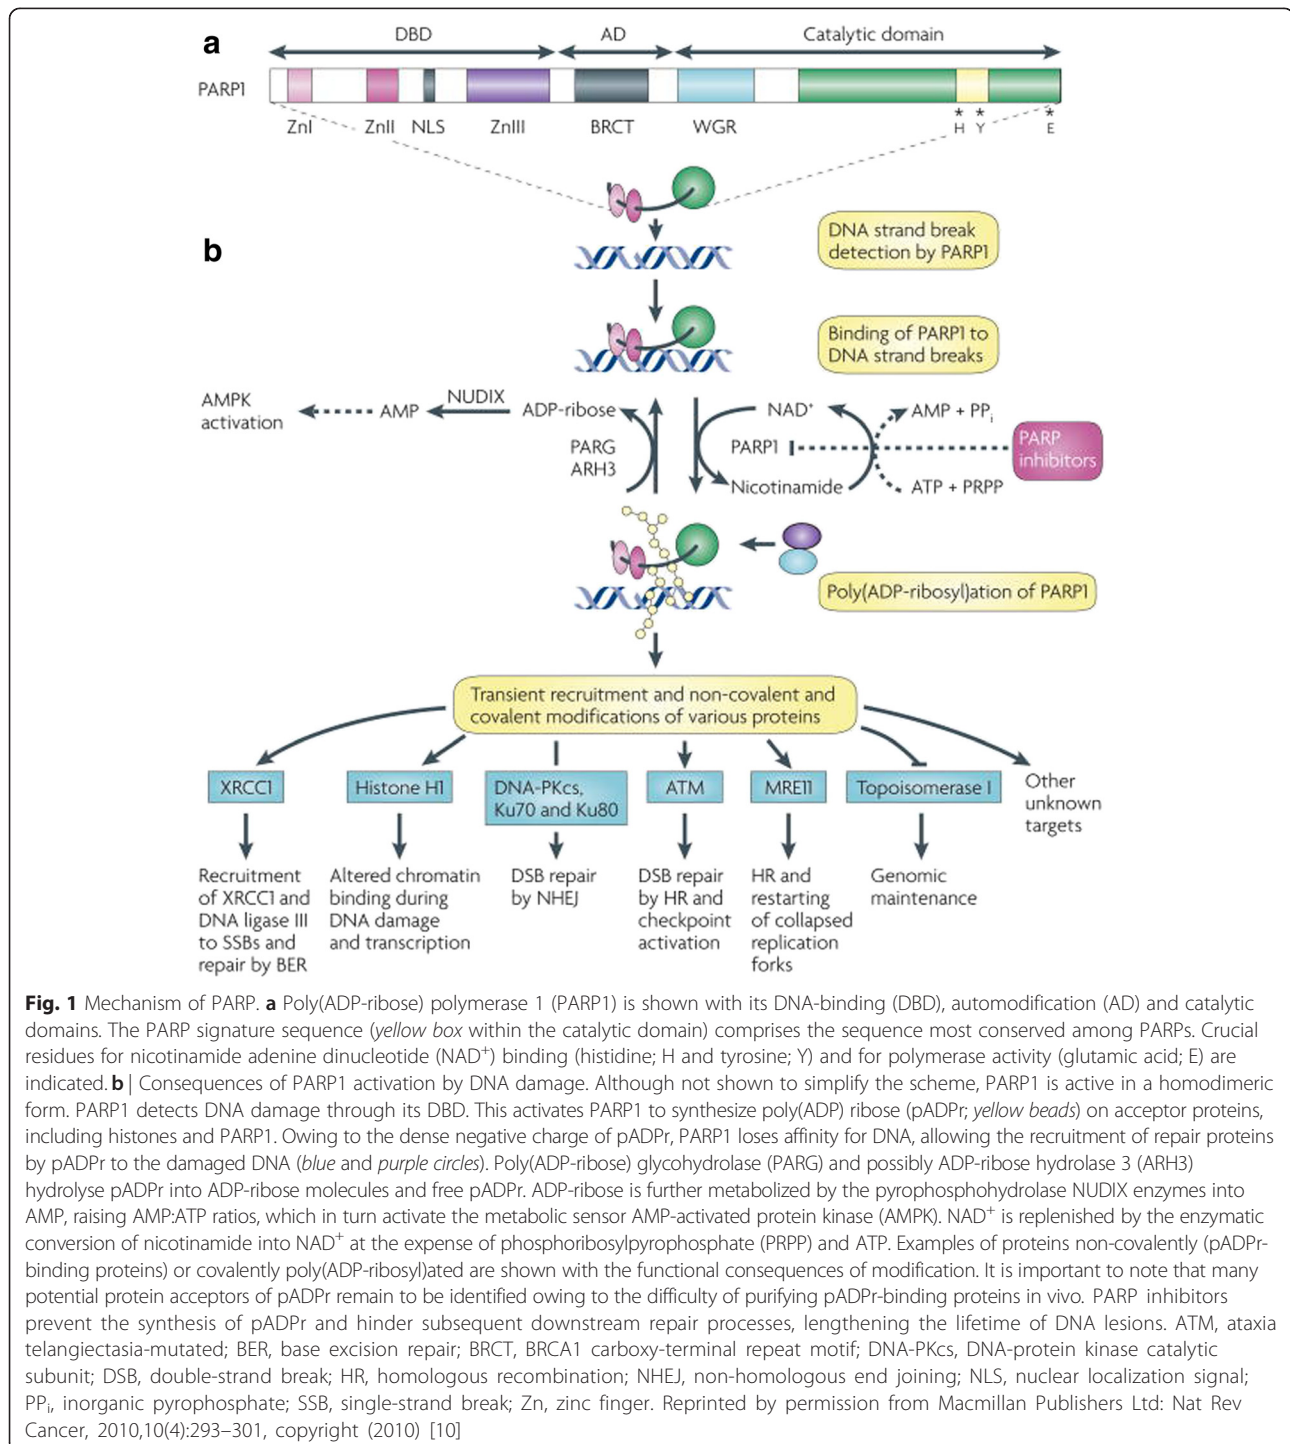 a
DBD
AD
Catalytic domain
PARP1
ZnI
ZnII
NLS
ZnIII
BRCT
WGR
* * *
H Y E
b
DNA strand break
detection by PARP1
Binding of PARP1 to
DNA strand breaks
AMPK
activation
AMP
NUDIX
ADP-ribose
PARG
ARH3
NAD+
PARP1
Nicotinamide
AMP + PPi
ATP + PRPP
PARP
inhibitors
Poly(ADP-ribosyl)ation of PARP1
Transient recruitment and non-covalent and
covalent modifications of various proteins
XRCC1
Histone H1
DNA-PKcs,
Ku70 and Ku80
ATM
MRE11
Topoisomerase I
Other
unknown
targets
Recruitment
of XRCC1 and
DNA ligase III
to SSBs and
repair by BER
Altered chromatin
binding during
DNA damage
and transcription
DSB repair
by NHEJ
DSB repair
by HR and
checkpoint
activation
HR and
restarting
of collapsed
replication
forks
Genomic
maintenance
Fig. 1 Mechanism of PARP. a Poly(ADP-ribose) polymerase 1 (PARP1) is shown with its DNA-binding (DBD), automodification (AD) and catalytic
domains. The PARP signature sequence (yellow box within the catalytic domain) comprises the sequence most conserved among PARPs. Crucial
residues for nicotinamide adenine dinucleotide (NAD+) binding (histidine; H and tyrosine; Y) and for polymerase activity (glutamic acid; E) are
indicated. b | Consequences of PARP1 activation by DNA damage. Although not shown to simplify the scheme, PARP1 is active in a homodimeric
form. PARP1 detects DNA damage through its DBD. This activates PARP1 to synthesize poly(ADP) ribose (pADPr; yellow beads) on acceptor proteins,
including histones and PARP1. Owing to the dense negative charge of pADPr, PARP1 loses affinity for DNA, allowing the recruitment of repair proteins
by pADPr to the damaged DNA (blue and purple circles). Poly(ADP-ribose) glycohydrolase (PARG) and possibly ADP-ribose hydrolase 3 (ARH3)
hydrolyse pADPr into ADP-ribose molecules and free pADPr. ADP-ribose is further metabolized by the pyrophosphohydrolase NUDIX enzymes into
AMP, raising AMP:ATP ratios, which in turn activate the metabolic sensor AMP-activated protein kinase (AMPK). NAD+ is replenished by the enzymatic
conversion of nicotinamide into NAD+ at the expense of phosphoribosylpyrophosphate (PRPP) and ATP. Examples of proteins non-covalently (pADPr-
binding proteins) or covalently poly(ADP-ribosyl)ated are shown with the functional consequences of modification. It is important to note that many
potential protein acceptors of pADPr remain to be identified owing to the difficulty of purifying pADPr-binding proteins in vivo. PARP inhibitors
prevent the synthesis of pADPr and hinder subsequent downstream repair processes, lengthening the lifetime of DNA lesions. ATM, ataxia
telangiectasia-mutated; BER, base excision repair; BRCT, BRCA1 carboxy-terminal repeat motif; DNA-PKcs, DNA-protein kinase catalytic
subunit; DSB, double-strand break; HR, homologous recombination; NHEJ, non-homologous end joining; NLS, nuclear localization signal;
PPi, inorganic pyrophosphate; SSB, single-strand break; Zn, zinc finger. Reprinted by permission from Macmillan Publishers Ltd: Nat Rev
Cancer, 2010,10(4):293–301, copyright (2010) [10]